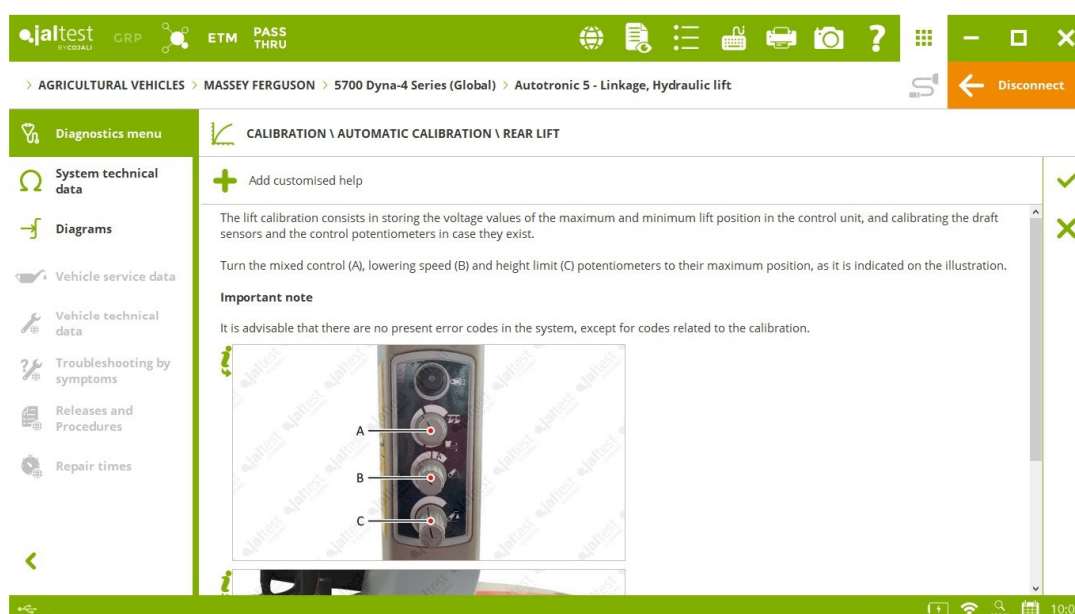 jaltest GRP ETM PASS THRU
BY COJALI
> AGRICULTURAL VEHICLES > MASSEY FERGUSON > 5700 Dyna-4 Series (Global) > Autotronic 5 - Linkage, Hydraulic lift
Disconnect
Diagnostics menu
CALIBRATION \ AUTOMATIC CALIBRATION \ REAR LIFT
System technical
data
Add customised help
Diagrams
Vehicle service data
Vehicle technical
data
Troubleshooting by
symptoms
Releases and
Procedures
Repair times
The lift calibration consists in storing the voltage values of the maximum and minimum lift position in the control unit, and calibrating the draft
sensors and the control potentiometers in case they exist.
Turn the mixed control (A), lowering speed (B) and height limit (C) potentiometers to their maximum position, as it is indicated on the illustration.
Important note
It is advisable that there are no present error codes in the system, except for codes related to the calibration.
A
B
C
jaltest